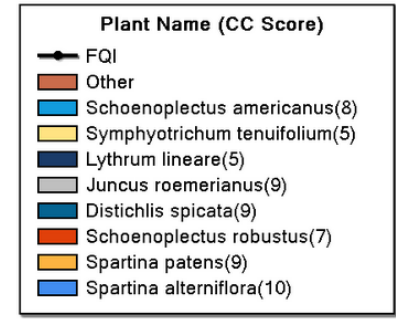 Plant Name (CC Score)
FQI
Other
Schoenoplectus americanus(8)
Symphyotrichum tenuifolium(5)
Lythrum lineare(5)
Juncus roemerianus(9)
Distichlis spicata(9)
Schoenoplectus robustus(7)
Spartina patens(9)
Spartina alterniflora(10)